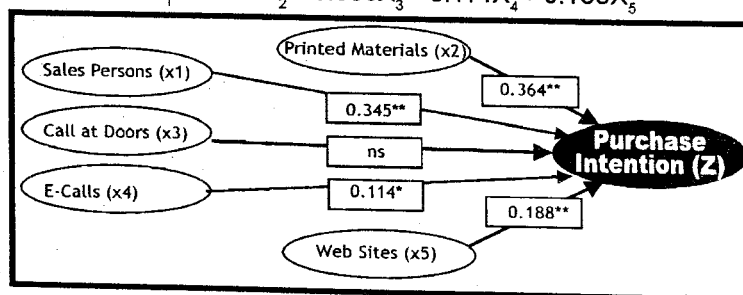 Printed Materials (x2)
Sales Persons (x1)
0.364**
0.345**
Call at Doors (x3)
ns
Purchase
Intention (Z)
E-Calls (x4)
0.114*
0.188**
Web Sites (x5)